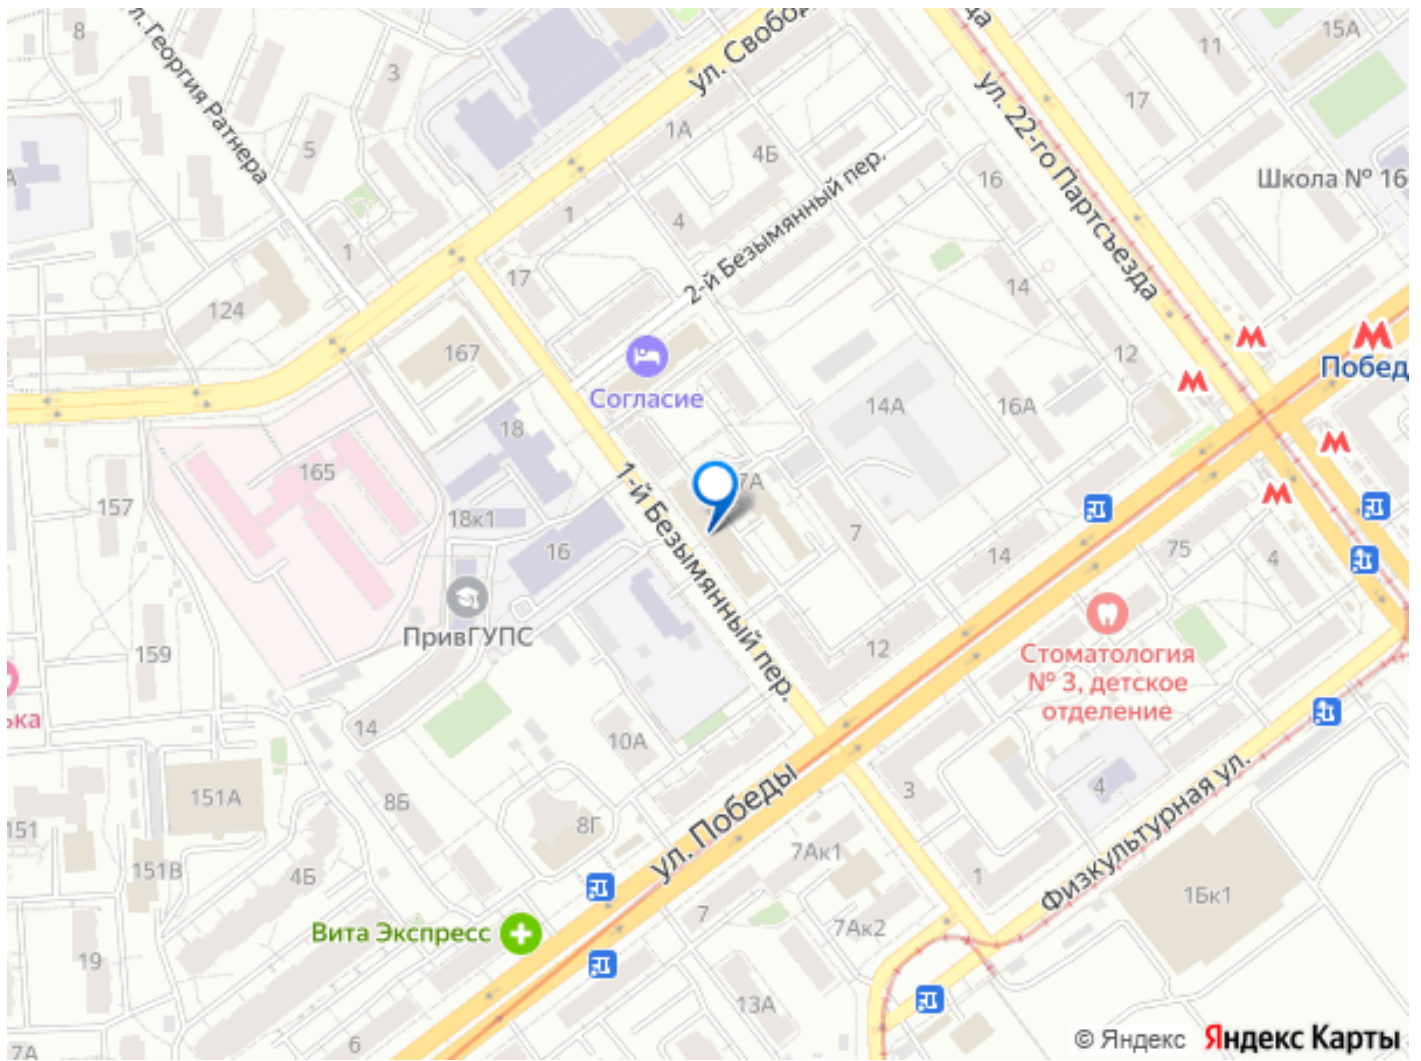 8
ул. Георгия Ратнера
3
5
1
124
ул. Свобод
1А
4Б
4
1
17
2-й Безымянный пер.
ул. 22-го Партсъезда
да
11
15А
17
16
Школа № 16
14
12
16А
14А
М
М
Побед
М
М
М
167
Согласие
18
165
157
18к1
16
7А
7
1-й Безымянный пер.
14
75
4
ПривГУПС
159
ька
14
12
Стоматология
№ 3, детское
отделение
10А
151А
8Б
8Г
151
151В
4Б
ул. Победы
3
4
Физкультурная ул.
7Ак1
1
1Бк1
7
7Ак2
Вита Экспресс
19
13А
7А
6
© Яндекс Яндекс Карты